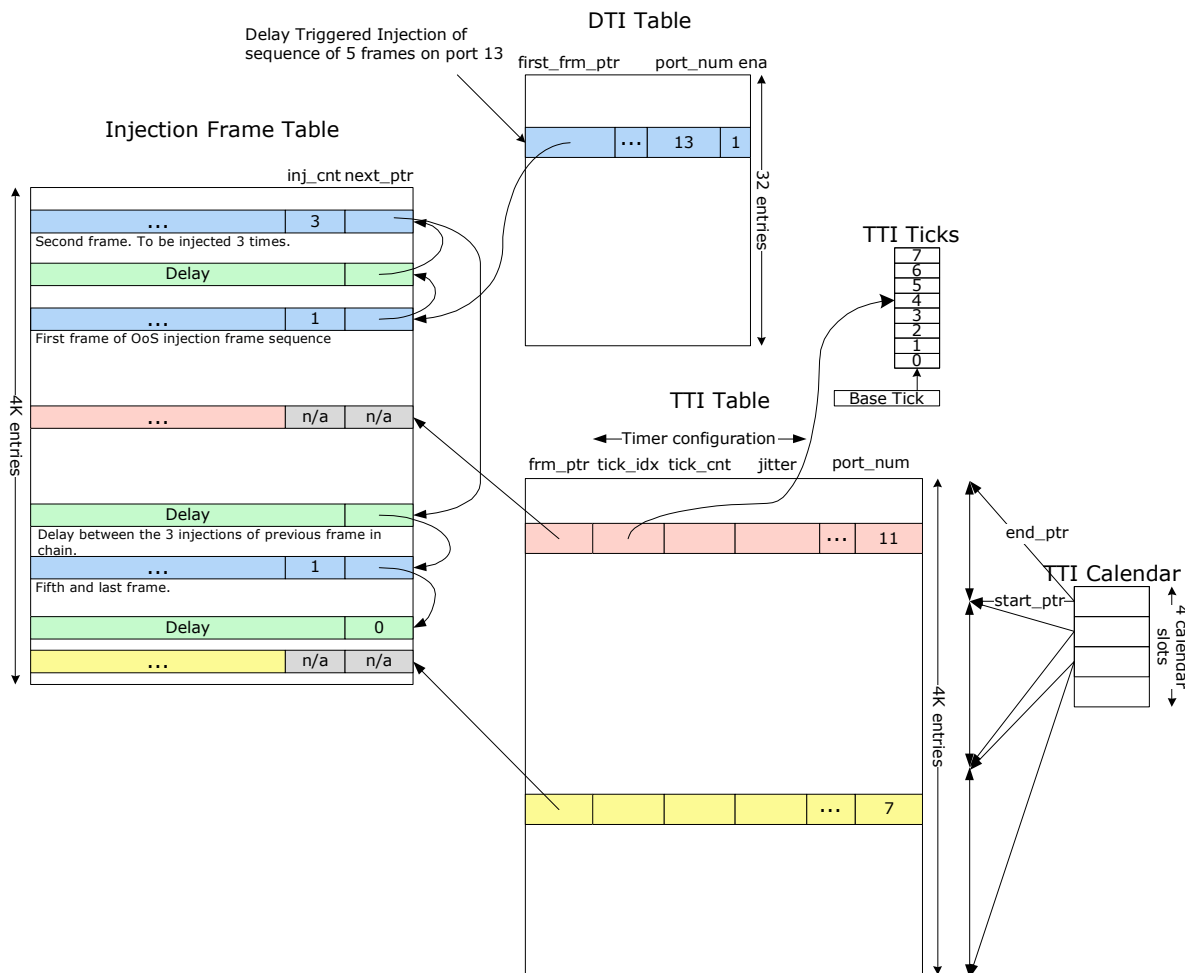 DTI Table
Delay Triggered Injection of
sequence of 5 frames on port 13
first_frm_ptr port_num ena
... 13 1
32 entries
Injection Frame Table
inj_cnt next_ptr
... 3
Second frame. To be injected 3 times.
Delay
... 1
First frame of OoS injection frame sequence
... n/a n/a
Delay
Delay between the 3 injections of previous frame in
chain.
... 1
Fifth and last frame.
Delay 0
... n/a n/a
4K entries
TTI Ticks
7
6
5
4
3
2
1
0
Base Tick
TTI Table
Timer configuration
frm_ptr tick_idx tick_cnt jitter port_num
... 11
... 7
4K entries
end_ptr
start_ptr
TTI Calendar
4 calendar
slots